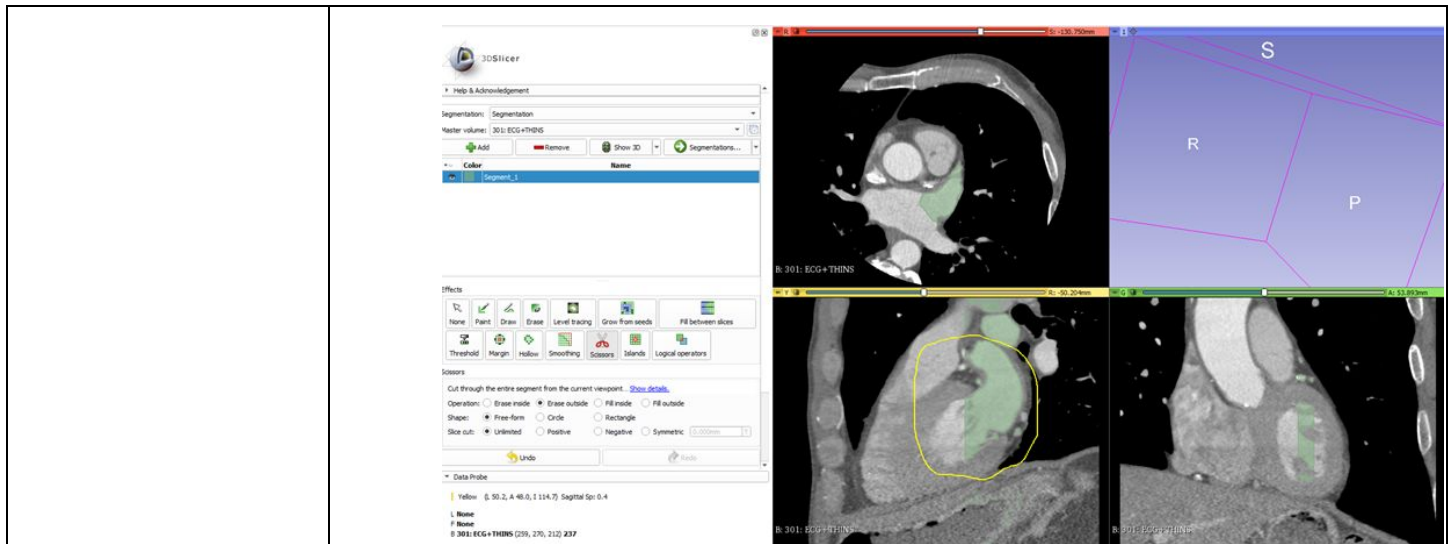 3DSlicer
Help & Acknowledgement
Segmentation: Segmentation
Master volume: 301: ECG+THINS
Add Remove Show 3D Segmentations...
Color Name
Segment_1
Effects
None Paint Draw Erase Level tracing Grow from seeds Fill between slices
Threshold Margin Hollow Smoothing Scissors Islands Logical operators
Scissors
Cut through the entire segment from the current viewpoint... Show details.
Operation: Erase inside Erase outside Fill inside Fill outside
Shape: Free-form Circle Rectangle
Slice cut: Unlimited Positive Negative Symmetric 0.000mm
Undo Redo
Data Probe
Yellow (L 50.2, A 48.0, I 114.7) Sagittal Sp: 0.4
L None
F None
B 301: ECG+THINS (259, 270, 212) 237
R S: -130.750mm
B: 301: ECG+THINS
1
S
R
P
Y R: -50.204mm
B: 301: ECG+THINS
G A: 53.893mm
B: 301: ECG+THINS